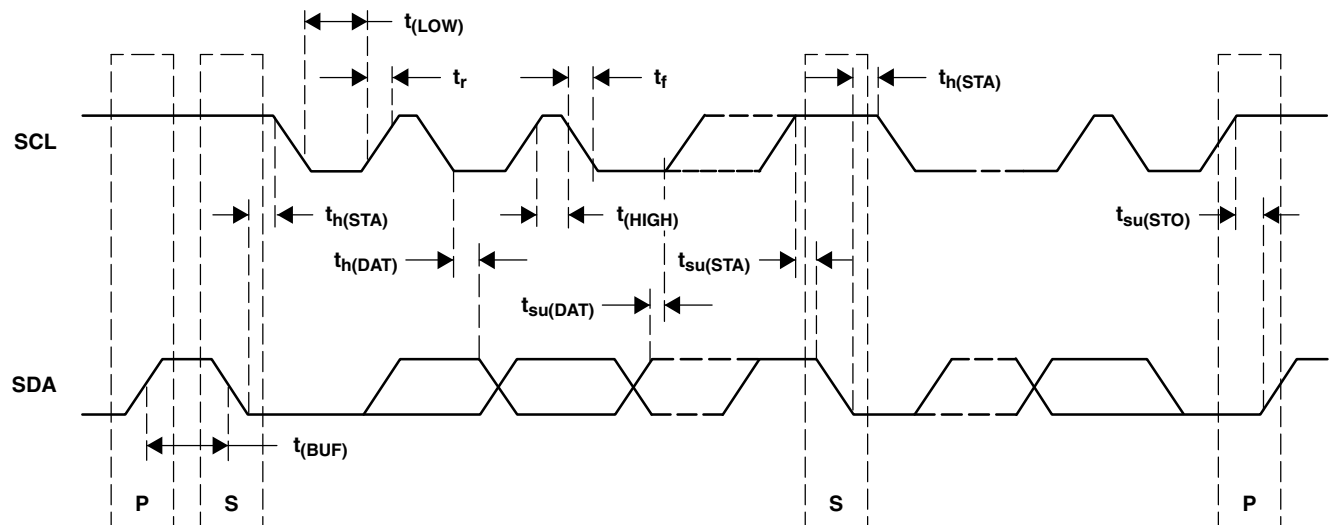 t(LOW)
tr
tf
th(STA)
SCL
th(STA)
t(HIGH)
tsu(STO)
th(DAT)
tsu(STA)
tsu(DAT)
SDA
t(BUF)
P
S
S
P